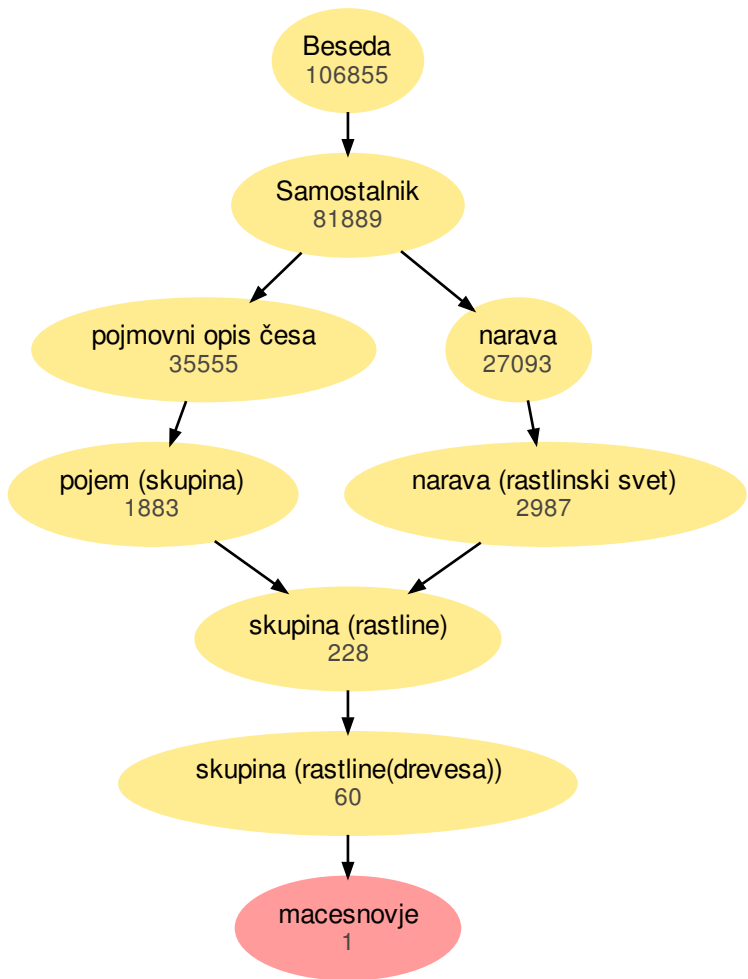 Beseda
106855
Samostalnik
81889
pojmovni opis česa
35555
narava
27093
pojem (skupina)
1883
narava (rastlinski svet)
2987
skupina (rastline)
228
skupina (rastline(drevesa))
60
macesnovje
1